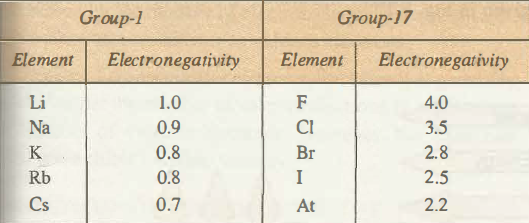 Group-1 Group-17
Element Electronegativity Element Electronegativity
Li 1.0 F 4.0
Na 0.9 Cl 3.5
K 0.8 Br 2.8
Rb 0.8 I 2.5
Cs 0.7 At 2.2